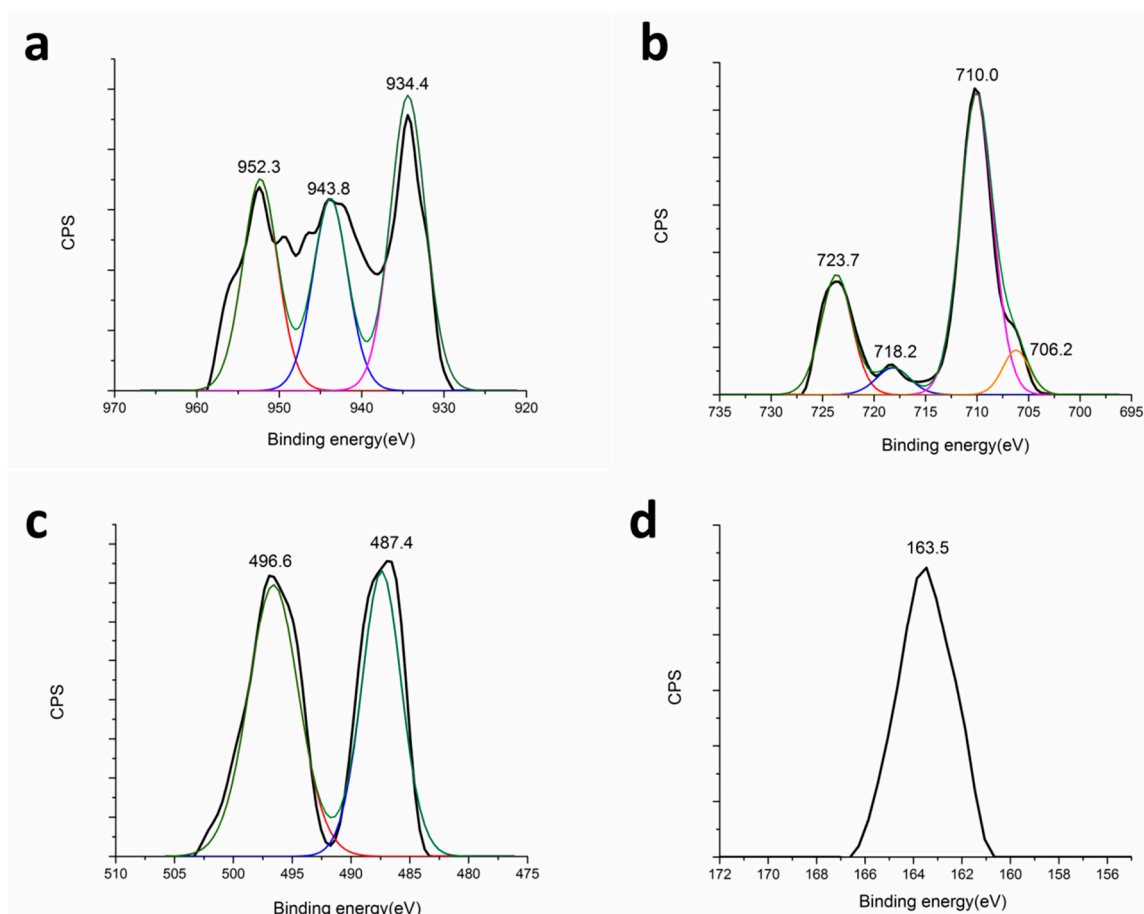 a
934.4
952.3
943.8
CPS
970 960 950 940 930 920
Binding energy(eV)
b
710.0
723.7
718.2
706.2
CPS
735 730 725 720 715 710 705 700 695
Binding energy(eV)
c
496.6
487.4
CPS
510 505 500 495 490 485 480 475
Binding energy(eV)
d
163.5
CPS
172 170 168 166 164 162 160 158 156
Binding energy(eV)